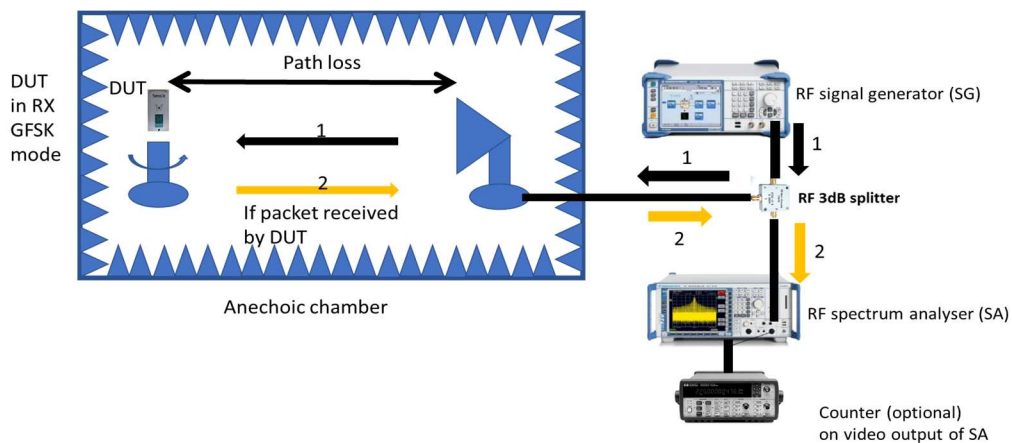 DUT
in RX
GFSK
mode
DUT
Path loss
1
2
If packet received
by DUT
Anechoic chamber
RF signal generator (SG)
1
1
RF 3dB splitter
2
2
RF spectrum analyser (SA)
Counter (optional)
on video output of SA